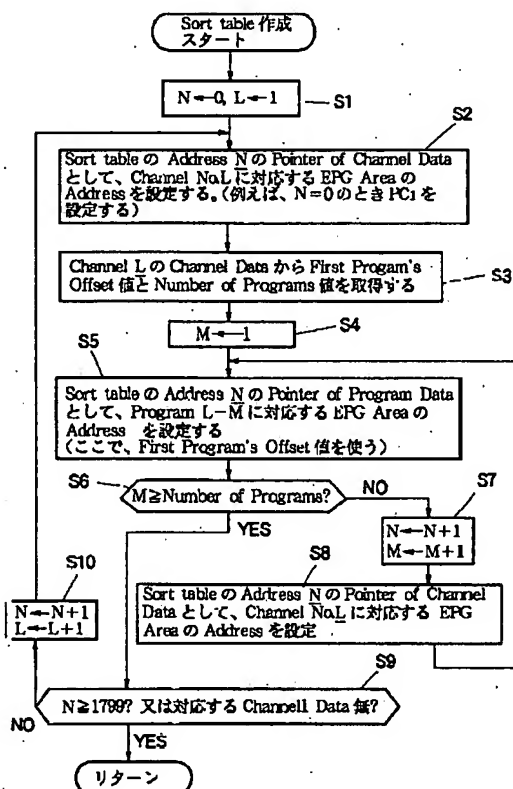 Sort table 作成
スタート
N←0, L←1
S1
S2
Sort table の Address N の Pointer of Channel Data
として、Channel No.L に対応する EPG Area の
Address を設定する。(例えば、N=0 のとき PC1 を
設定する)
Channel L の Channel Data から First Progam's
Offset 値と Number of Programs 値を取得する
S3
S4
M←1
S5
Sort table の Address N の Pointer of Program Data
として、Program L-M に対応する EPG Area の
Address を設定する
(ここで、First Program's Offset 値を使う)
S6
M≧Number of Programs?
NO
S7
YES
N←N+1
M←M+1
S10
N←N+1
L←L+1
S8
Sort table の Address N の Pointer of Channel
Data として、Channel No.L に対応する EPG
Area の Address を設定
S9
N≧1799? 又は対応する Channell Data 無?
NO
YES
リターン